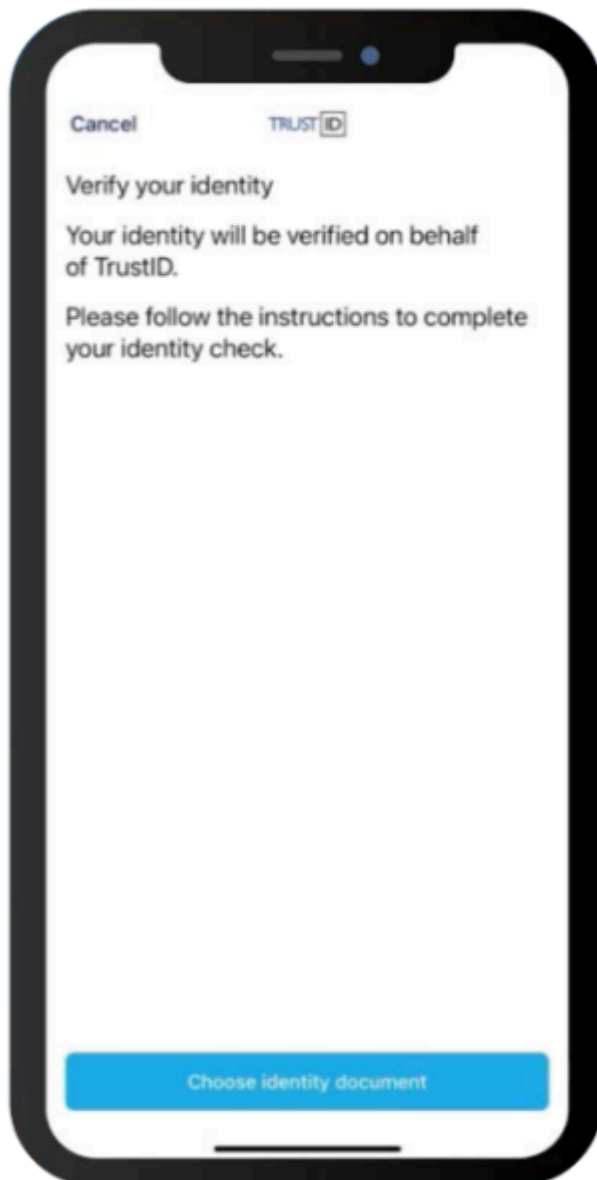 Cancel
TRUST ID
Verify your identity
Your identity will be verified on behalf
of TrustID.
Please follow the instructions to complete
your identity check.
Choose identity document